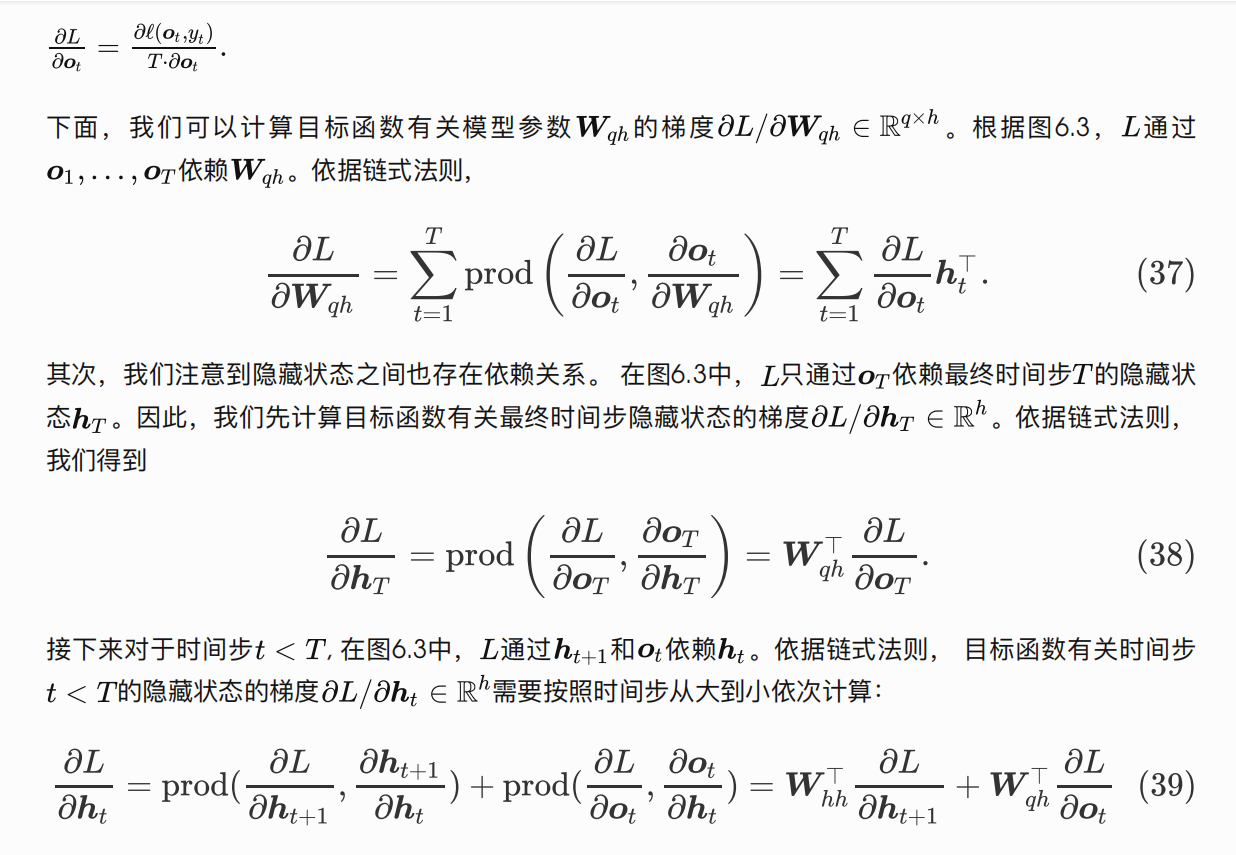 $\frac{\partial L}{\partial \boldsymbol{o}_t} = \frac{\partial \ell(\boldsymbol{o}_t, y_t)}{T \cdot \partial \boldsymbol{o}_t}.$
下面，我们可以计算目标函数有关模型参数$\boldsymbol{W}_{qh}$的梯度$\partial L/\partial \boldsymbol{W}_{qh} \in \mathbb{R}^{q \times h}$。根据图6.3，$L$通过
$\boldsymbol{o}_1, \ldots, \boldsymbol{o}_T$依赖$\boldsymbol{W}_{qh}$。依据链式法则，
$\frac{\partial L}{\partial \boldsymbol{W}_{qh}} = \sum_{t=1}^{T} \text{prod}\left(\frac{\partial L}{\partial \boldsymbol{o}_t}, \frac{\partial \boldsymbol{o}_t}{\partial \boldsymbol{W}_{qh}}\right) = \sum_{t=1}^{T} \frac{\partial L}{\partial \boldsymbol{o}_t} \boldsymbol{h}_t^\top.$ (37)
其次，我们注意到隐藏状态之间也存在依赖关系。 在图6.3中，$L$只通过$\boldsymbol{o}_T$依赖最终时间步$T$的隐藏状
态$\boldsymbol{h}_T$。因此，我们先计算目标函数有关最终时间步隐藏状态的梯度$\partial L/\partial \boldsymbol{h}_T \in \mathbb{R}^h$。依据链式法则，
我们得到
$\frac{\partial L}{\partial \boldsymbol{h}_T} = \text{prod}\left(\frac{\partial L}{\partial \boldsymbol{o}_T}, \frac{\partial \boldsymbol{o}_T}{\partial \boldsymbol{h}_T}\right) = \boldsymbol{W}_{qh}^\top \frac{\partial L}{\partial \boldsymbol{o}_T}.$ (38)
接下来对于时间步$t < T$, 在图6.3中，$L$通过$\boldsymbol{h}_{t+1}$和$\boldsymbol{o}_t$依赖$\boldsymbol{h}_t$。依据链式法则， 目标函数有关时间步
$t < T$的隐藏状态的梯度$\partial L/\partial \boldsymbol{h}_t \in \mathbb{R}^h$需要按照时间步从大到小依次计算：
$\frac{\partial L}{\partial \boldsymbol{h}_t} = \text{prod}(\frac{\partial L}{\partial \boldsymbol{h}_{t+1}}, \frac{\partial \boldsymbol{h}_{t+1}}{\partial \boldsymbol{h}_t}) + \text{prod}(\frac{\partial L}{\partial \boldsymbol{o}_t}, \frac{\partial \boldsymbol{o}_t}{\partial \boldsymbol{h}_t}) = \boldsymbol{W}_{hh}^\top \frac{\partial L}{\partial \boldsymbol{h}_{t+1}} + \boldsymbol{W}_{qh}^\top \frac{\partial L}{\partial \boldsymbol{o}_t}$ (39)